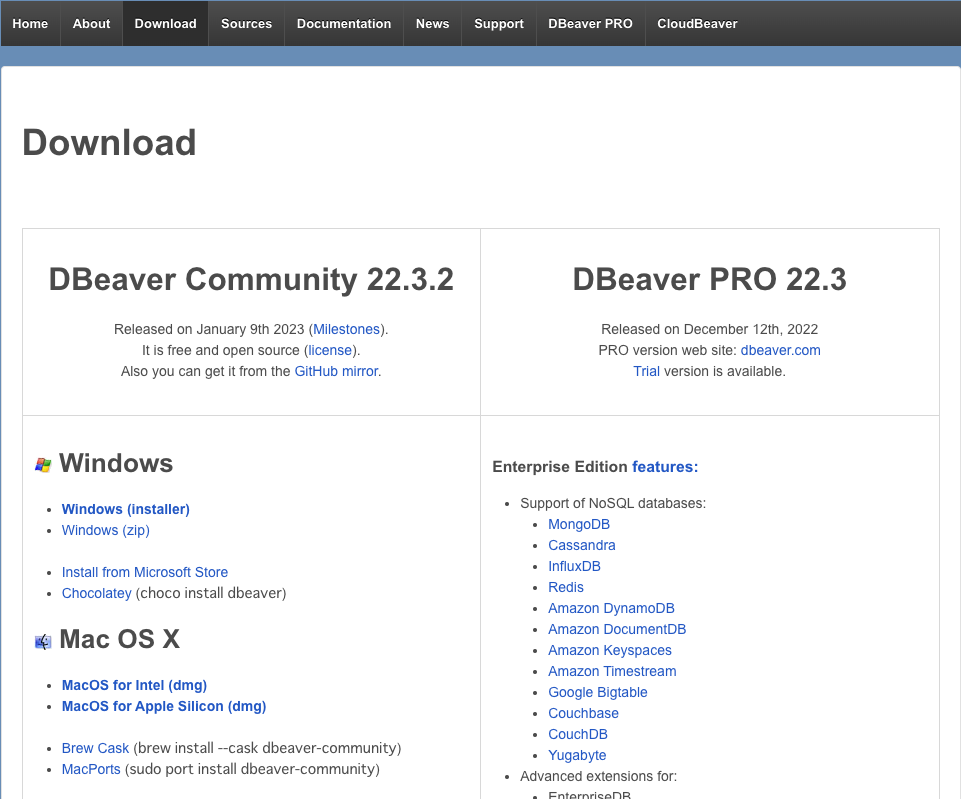 Home About Download Sources Documentation News Support DBeaver PRO CloudBeaver
Download
DBeaver Community 22.3.2
Released on January 9th 2023 (Milestones).
It is free and open source (license).
Also you can get it from the GitHub mirror.
DBeaver PRO 22.3
Released on December 12th, 2022
PRO version web site: dbeaver.com
Trial version is available.
Windows
Windows (installer)
Windows (zip)
Install from Microsoft Store
Chocolatey (choco install dbeaver)
Mac OS X
MacOS for Intel (dmg)
MacOS for Apple Silicon (dmg)
Brew Cask (brew install --cask dbeaver-community)
MacPorts (sudo port install dbeaver-community)
Enterprise Edition features:
Support of NoSQL databases:
MongoDB
Cassandra
InfluxDB
Redis
Amazon DynamoDB
Amazon DocumentDB
Amazon Keyspaces
Amazon Timestream
Google Bigtable
Couchbase
CouchDB
Yugabyte
Advanced extensions for:
EnterpriseDB